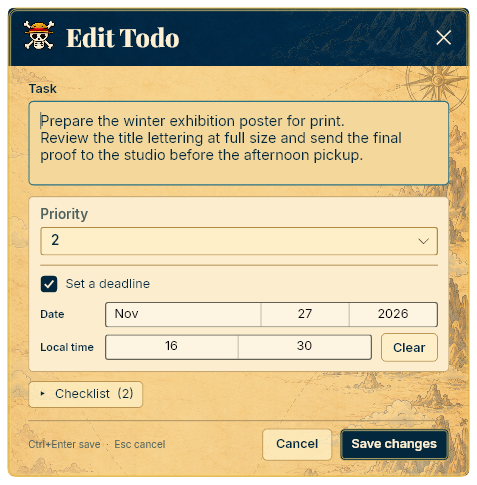 Edit Todo
Task
Prepare the winter exhibition poster for print.
Review the title lettering at full size and send the final
proof to the studio before the afternoon pickup.
Priority
2
Set a deadline
Date Nov 27 2026
Local time 16 30 Clear
Checklist (2)
Ctrl+Enter save · Esc cancel Cancel Save changes